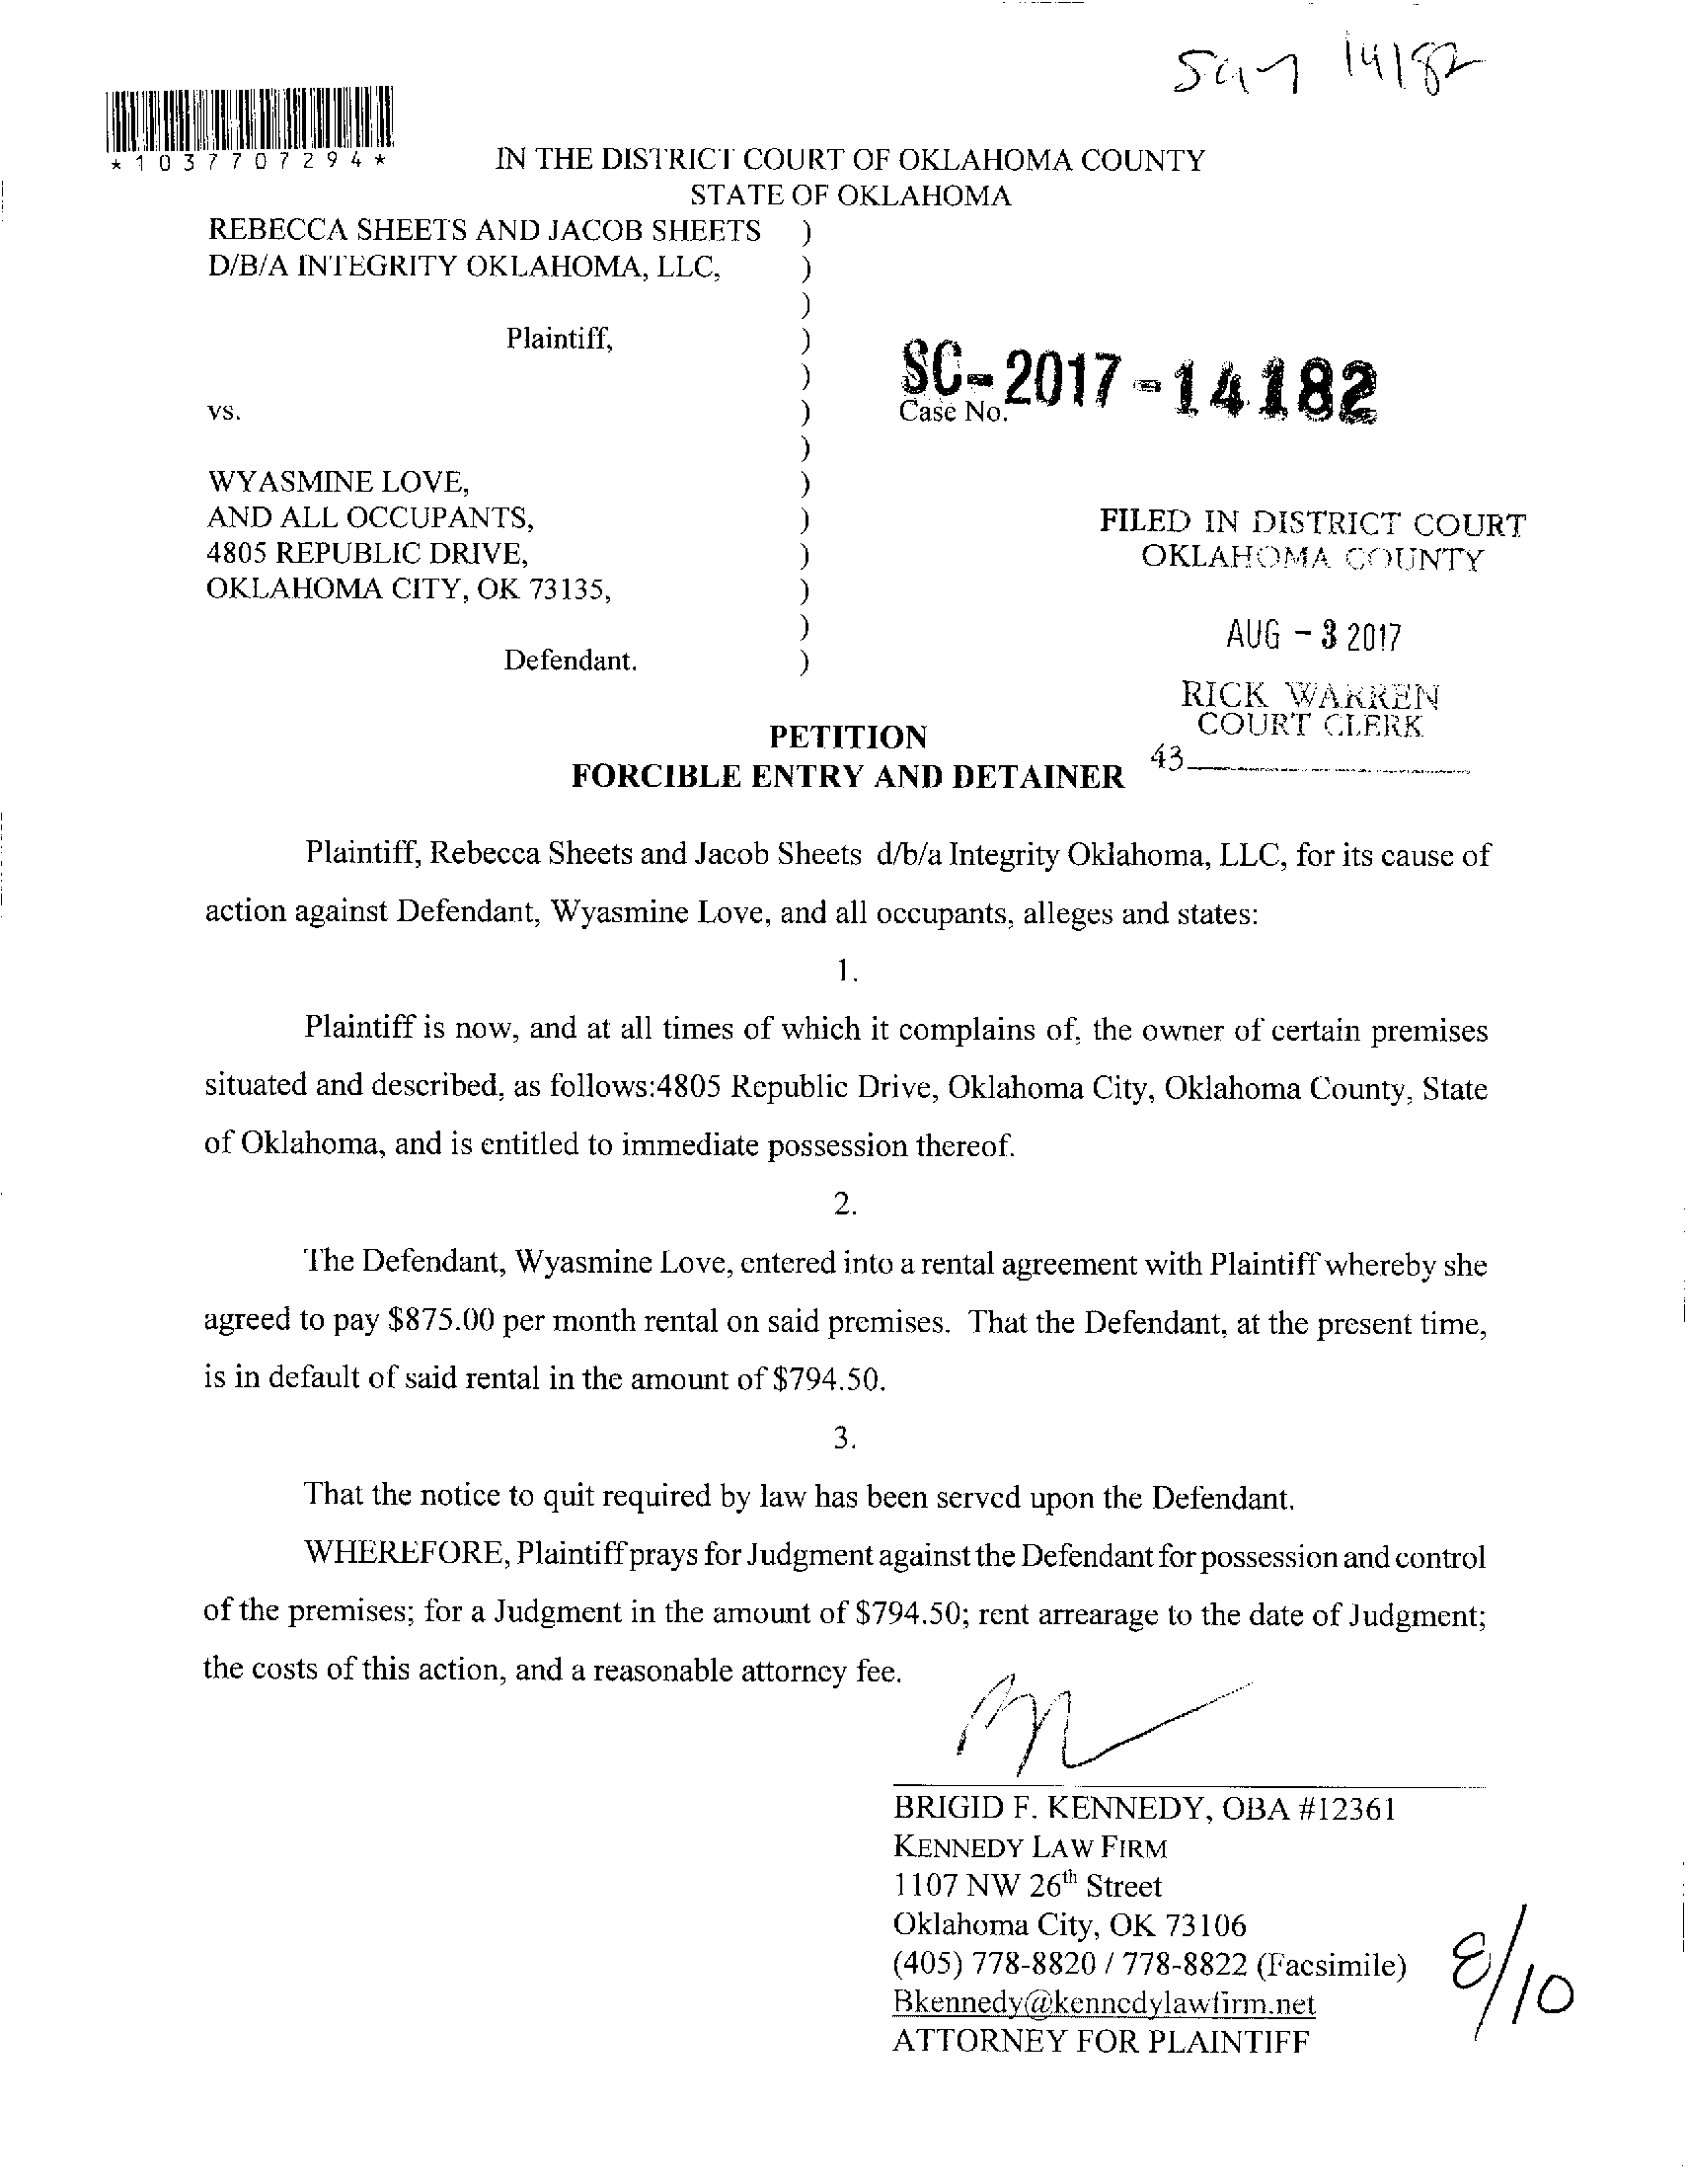 14182
*1037707294*
IN THE DISTRICT COURT OF OKLAHOMA COUNTY
STATE OF OKLAHOMA
REBECCA SHEETS AND JACOB SHEETS )
D/B/A INTEGRITY OKLAHOMA, LLC, )
)
Plaintiff, )
)
vs. )
)
WYASMINE LOVE, )
AND ALL OCCUPANTS, )
4805 REPUBLIC DRIVE, )
OKLAHOMA CITY, OK 73135, )
)
Defendant. )
SC-2017-14182
Case No.
FILED IN DISTRICT COURT
OKLAHOMA COUNTY
AUG - 3 2017
RICK WARREN
COURT CLERK
43
PETITION
FORCIBLE ENTRY AND DETAINER
Plaintiff, Rebecca Sheets and Jacob Sheets d/b/a Integrity Oklahoma, LLC, for its cause of
action against Defendant, Wyasmine Love, and all occupants, alleges and states:
1.
Plaintiff is now, and at all times of which it complains of, the owner of certain premises
situated and described, as follows:4805 Republic Drive, Oklahoma City, Oklahoma County, State
of Oklahoma, and is entitled to immediate possession thereof.
2.
The Defendant, Wyasmine Love, entered into a rental agreement with Plaintiff whereby she
agreed to pay $875.00 per month rental on said premises. That the Defendant, at the present time,
is in default of said rental in the amount of $794.50.
3.
That the notice to quit required by law has been served upon the Defendant.
WHEREFORE, Plaintiff prays for Judgment against the Defendant for possession and control
of the premises; for a Judgment in the amount of $794.50; rent arrearage to the date of Judgment;
the costs of this action, and a reasonable attorney fee.
BRIGID F. KENNEDY, OBA #12361
KENNEDY LAW FIRM
1107 NW 26th Street
Oklahoma City, OK 73106
(405) 778-8820 / 778-8822 (Facsimile)
Bkennedy@kennedylawfirm.net
ATTORNEY FOR PLAINTIFF
8/10